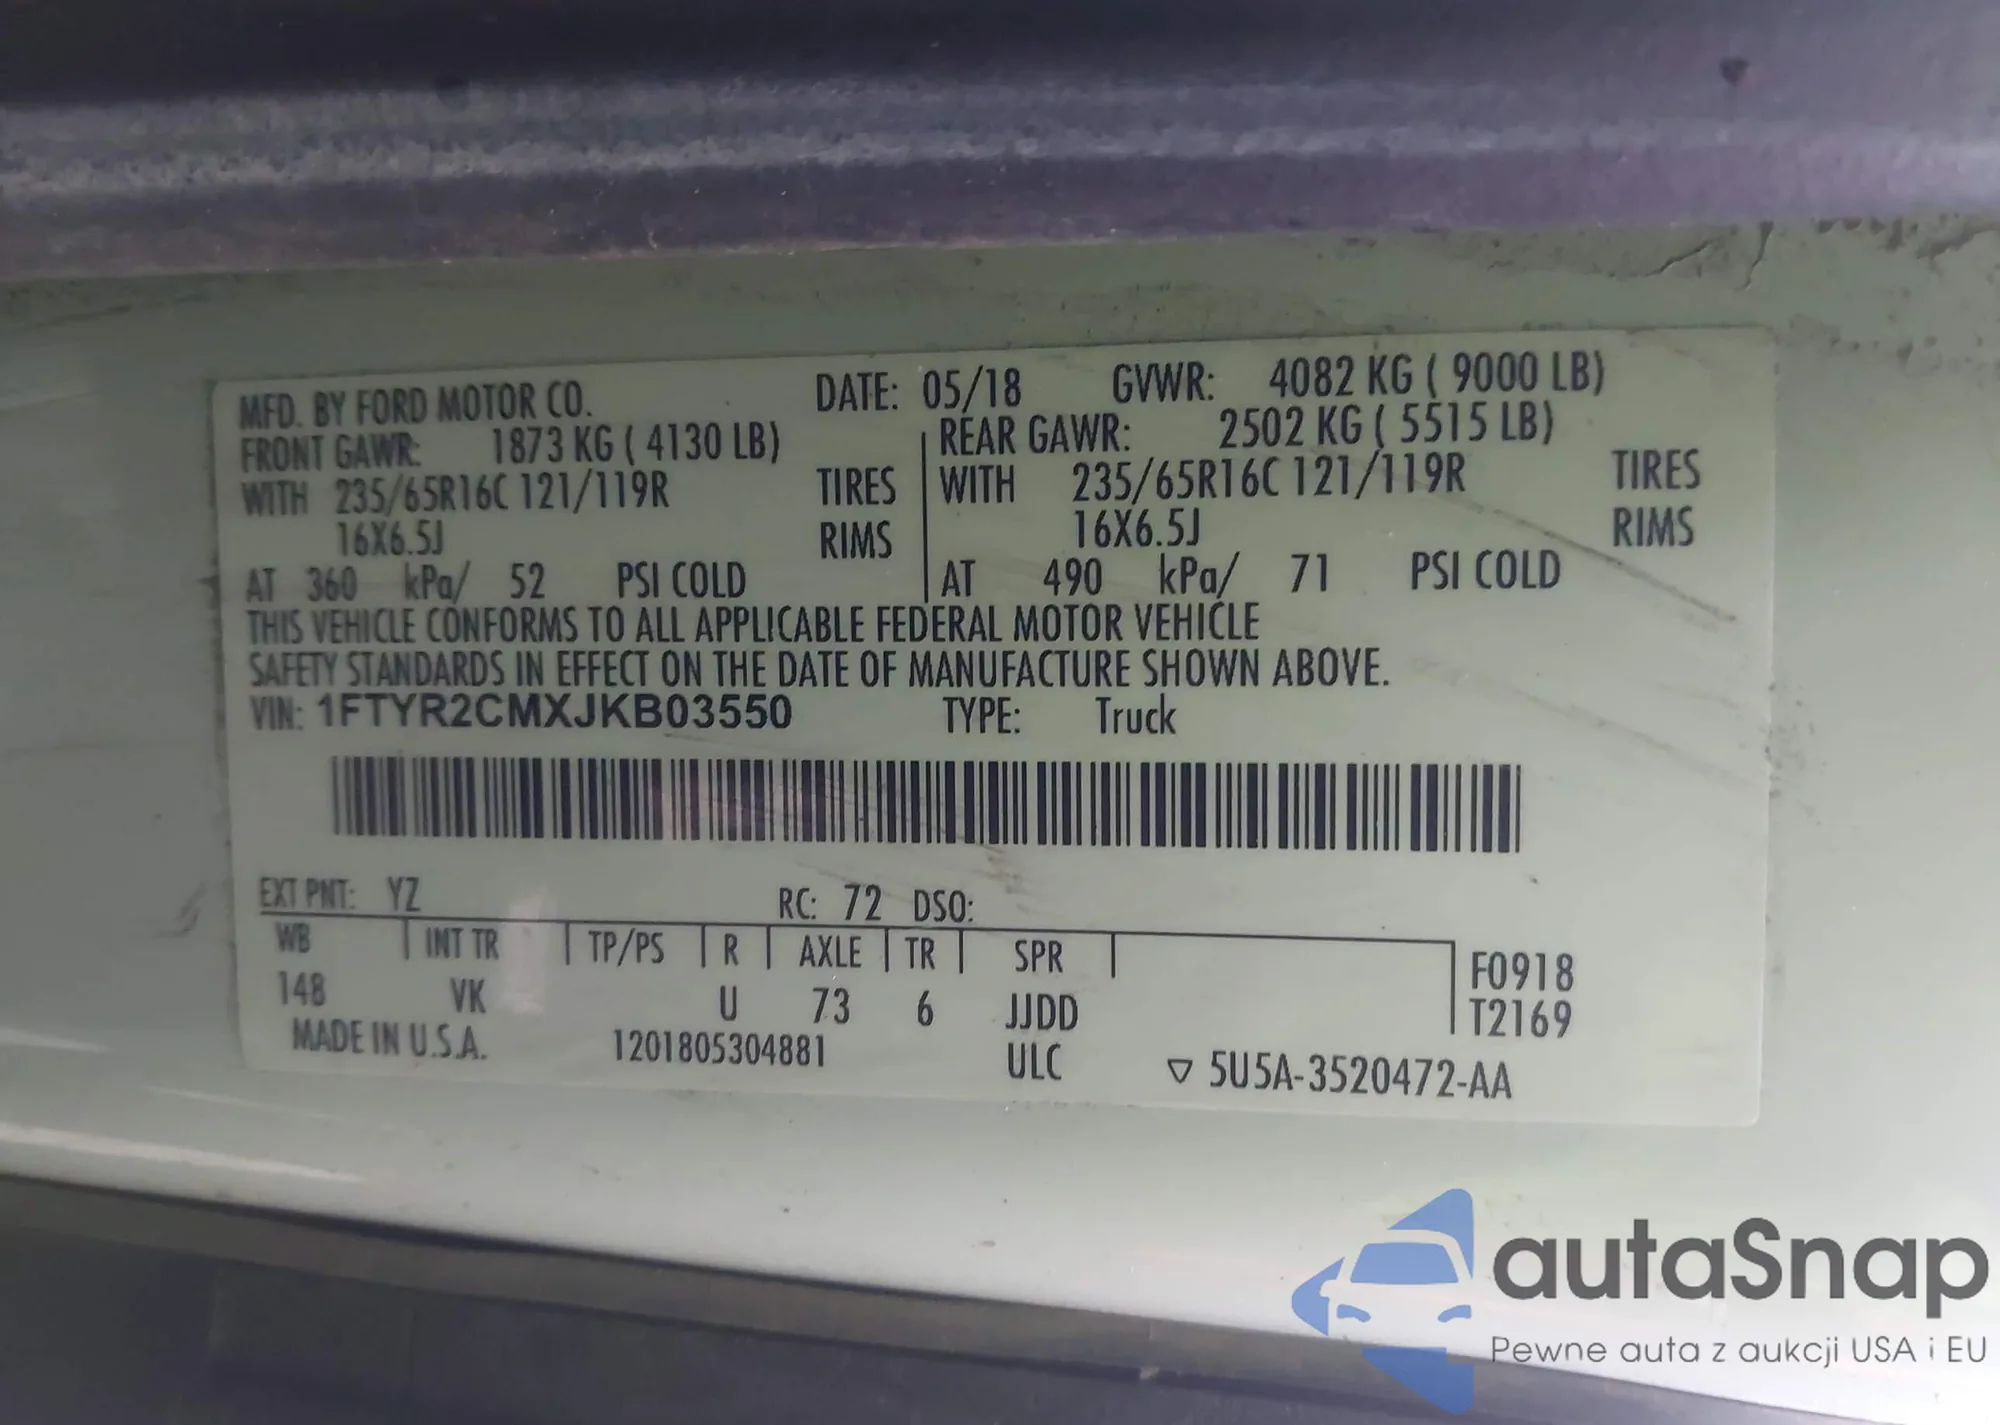 MFD. BY FORD MOTOR CO. DATE: 05/18 GVWR: 4082 KG ( 9000 LB)
FRONT GAWR: 1873 KG ( 4130 LB) REAR GAWR: 2502 KG ( 5515 LB)
WITH 235/65R16C 121/119R TIRES WITH 235/65R16C 121/119R TIRES
16X6.5J RIMS 16X6.5J RIMS
AT 360 kPa/ 52 PSI COLD AT 490 kPa/ 71 PSI COLD
THIS VEHICLE CONFORMS TO ALL APPLICABLE FEDERAL MOTOR VEHICLE
SAFETY STANDARDS IN EFFECT ON THE DATE OF MANUFACTURE SHOWN ABOVE.
VIN: 1FTYR2CMXJKB03550 TYPE: Truck
EXT PNT: YZ RC: 72 DSO:
WB INT TR TP/PS R AXLE TR SPR F0918
148 VK U 73 6 JJDD T2169
MADE IN U.S.A. 1201805304881 ULC ▽ 5U5A-3520472-AA
autaSnap
Pewne auta z aukcji USA i EU